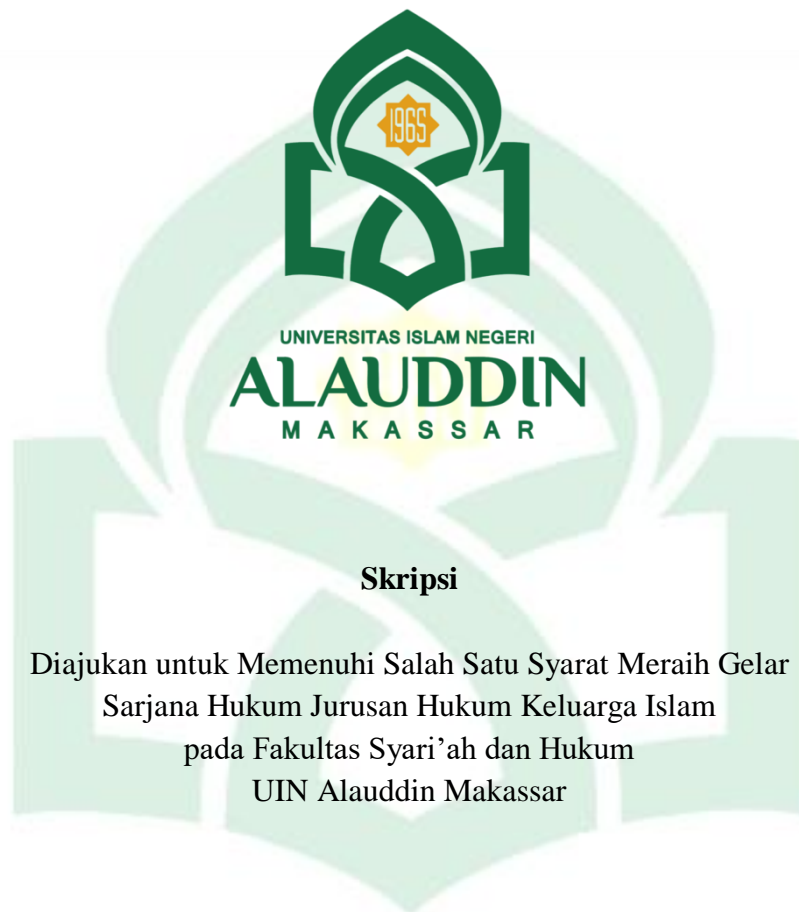 1965
UNIVERSITAS ISLAM NEGERI
ALAUDDIN
MAKASSAR
Skripsi
Diajukan untuk Memenuhi Salah Satu Syarat Meraih Gelar
Sarjana Hukum Jurusan Hukum Keluarga Islam
pada Fakultas Syari’ah dan Hukum
UIN Alauddin Makassar